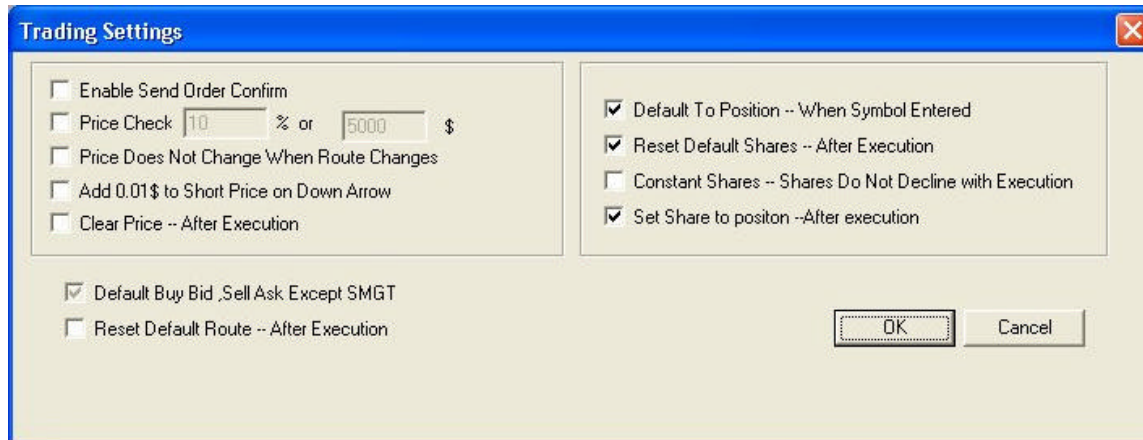 Trading Settings
Enable Send Order Confirm
Price Check 10 % or 5000 $
Price Does Not Change When Route Changes
Add 0.01$ to Short Price on Down Arrow
Clear Price -- After Execution
Default To Position -- When Symbol Entered
Reset Default Shares -- After Execution
Constant Shares -- Shares Do Not Decline with Execution
Set Share to positon --After execution
Default Buy Bid ,Sell Ask Except SMGT
Reset Default Route -- After Execution
OK Cancel